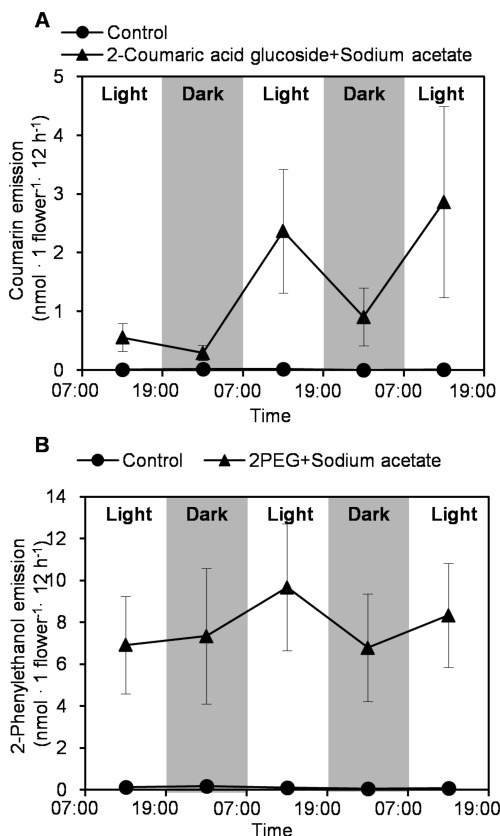 A
Control
2-Coumaric acid glucoside+Sodium acetate
Coumarin emission
(nmol · 1 flower⁻¹· 12 h⁻¹)
5
4
3
2
1
0
Light Dark Light Dark Light
07:00 19:00 07:00 19:00 07:00 19:00
Time
B
Control 2PEG+Sodium acetate
2-Phenylethanol emission
(nmol · 1 flower⁻¹· 12 h⁻¹)
14
12
10
8
6
4
2
0
Light Dark Light Dark Light
07:00 19:00 07:00 19:00 07:00 19:00
Time